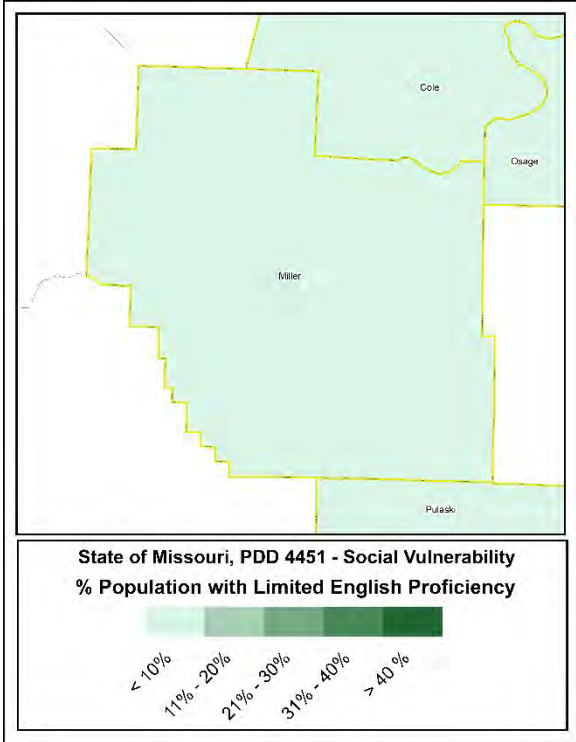 Cole
Osage
Miller
Pulaski
State of Missouri, PDD 4451 - Social Vulnerability
% Population with Limited English Proficiency
< 10%
11% - 20%
21% - 30%
31% - 40%
> 40 %